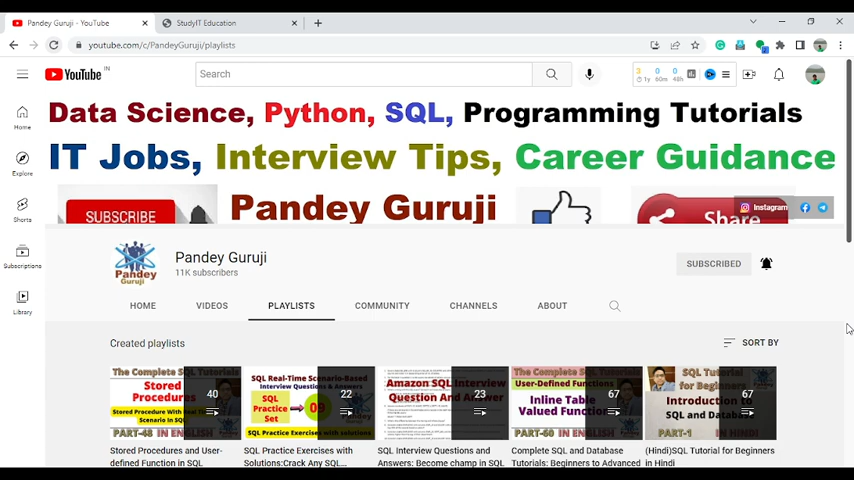 Pandey Guruji - YouTube
StudyIT Education
youtube.com/c/PandeyGuruji/playlists
YouTube IN
Search
Data Science, Python, SQL, Programming Tutorials
IT Jobs, Interview Tips, Career Guidance
SUBSCRIBE
Pandey Guruji
Share
Instagram
Home
Explore
Shorts
Subscriptions
Library
Pandey Guruji
Pandey Guruji
11K subscribers
SUBSCRIBED
HOME
VIDEOS
PLAYLISTS
COMMUNITY
CHANNELS
ABOUT
Created playlists
SORT BY
The Complete SQL Tutorials
Stored
Procedures
PART-48 IN ENGLISH
40
Stored Procedures and User-
defined Function in SQL
SQL Real-Time Scenario-Based
Interview Questions & Answers
SQL
Practice
Set
09
SQL Practice Exercises with solutions
22
SQL Practice Exercises with
Solutions:Crack Any SQL...
Amazon SQL Interview
Question And Answer
23
SQL Interview Questions and
Answers: Become champ in SQL
The Complete SQL Tutorials
User-Defined Functions
Inline Table
Valued Function
PART-60 IN ENGLISH
67
Complete SQL and Database
Tutorials: Beginners to Advanced
SQL Tutorial
for Beginners
Introduction to
SQL and Database
PART-1 IN HINDI
67
(Hindi)SQL Tutorial for Beginners
in Hindi